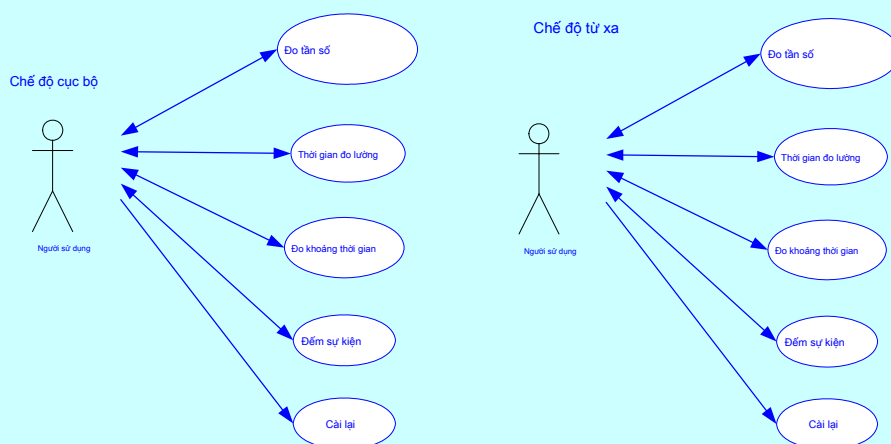 Chế độ cục bộ
Đo tần số
Thời gian đo lường
Đo khoảng thời gian
Đếm sự kiện
Cài lại
Người sử dụng
Chế độ từ xa
Đo tần số
Thời gian đo lường
Đo khoảng thời gian
Đếm sự kiện
Cài lại
Người sử dụng